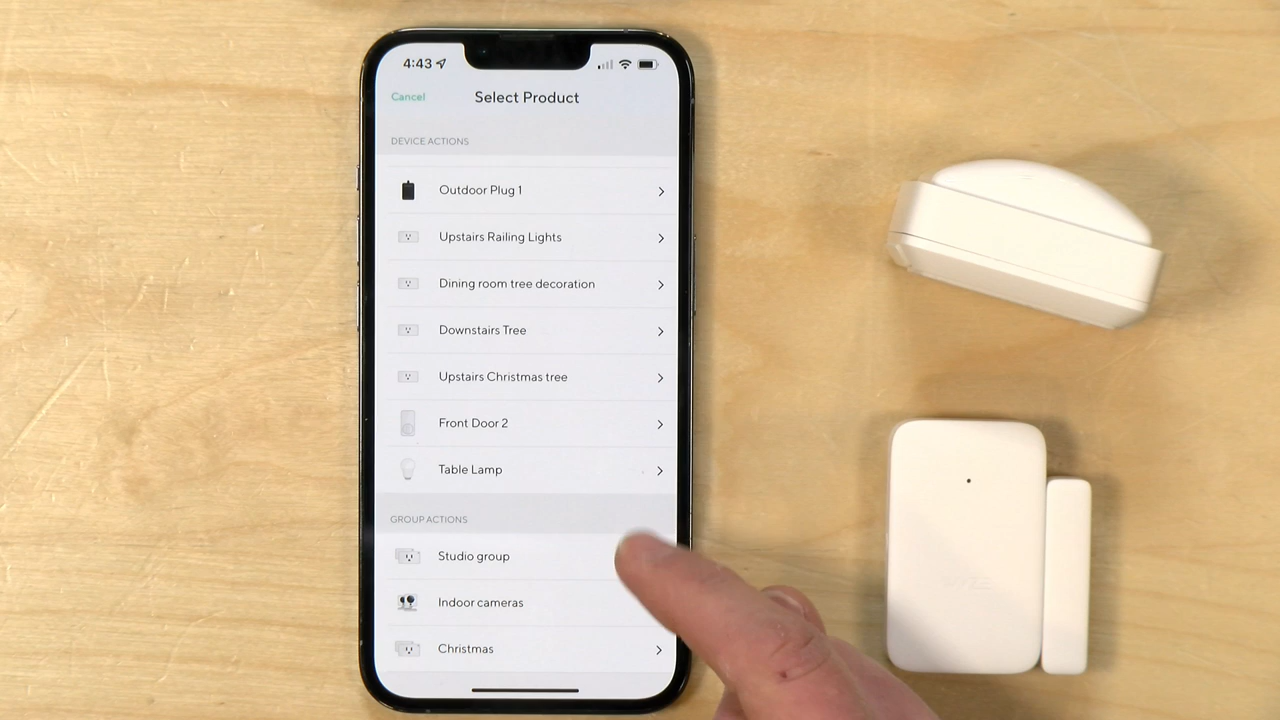 4:43
Cancel
Select Product
DEVICE ACTIONS
Outdoor Plug 1
Upstairs Railing Lights
Dining room tree decoration
Downstairs Tree
Upstairs Christmas tree
Front Door 2
Table Lamp
GROUP ACTIONS
Studio group
Indoor cameras
Christmas